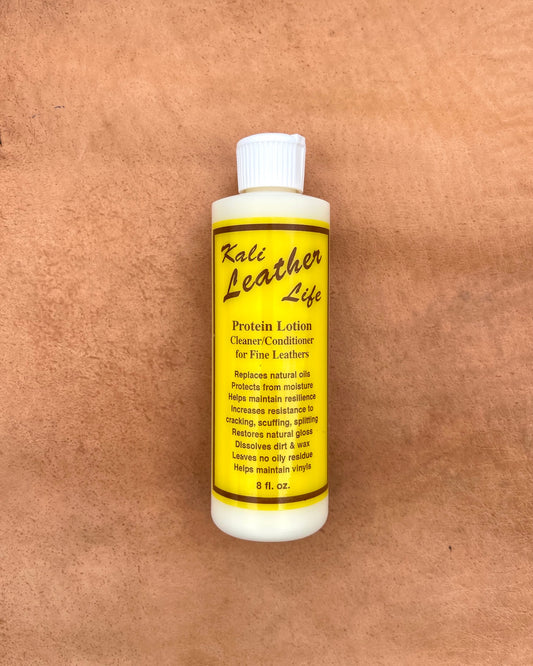 Kali
Leather
Life
Protein Lotion
Cleaner/Conditioner
for Fine Leathers
Replaces natural oils
Protects from moisture
Helps maintain resilience
Increases resistance to
cracking, scuffing, splitting
Restores natural gloss
Dissolves dirt & wax
Leaves no oily residue
Helps maintain vinyls
8 fl. oz.